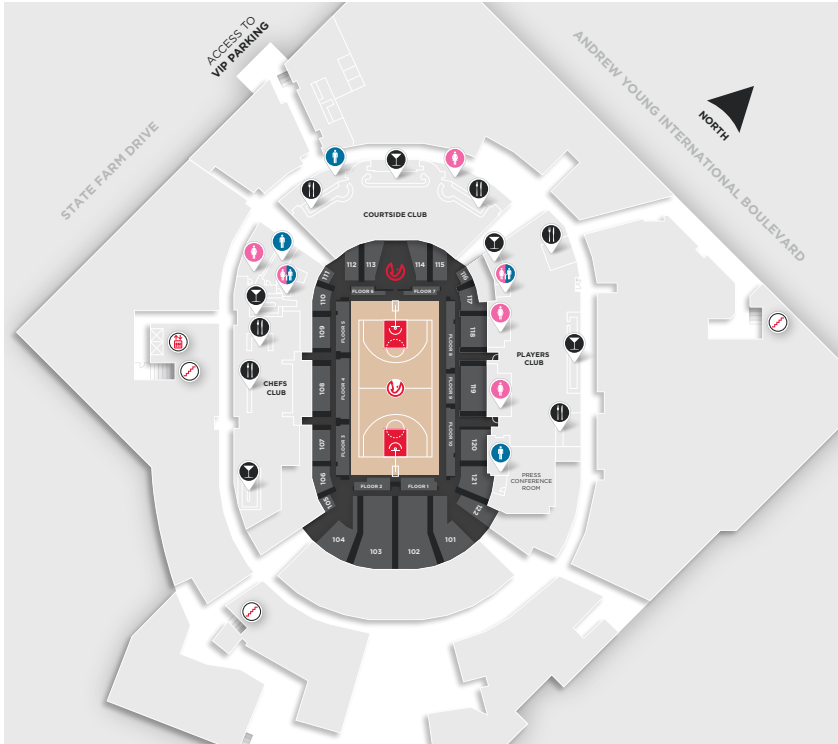 ACCESS TO
VIP PARKING
STATE FARM DRIVE
ANDREW YOUNG INTERNATIONAL BOULEVARD
NORTH
COURTSIDE CLUB
111
112
113
114
115
116
FLOOR 6
FLOOR 7
110
117
109
FLOOR 5
FLOOR 8
118
PLAYERS
CLUB
CHEFS
CLUB
108
FLOOR 4
FLOOR 9
119
107
FLOOR 3
FLOOR 10
120
106
121
PRESS
CONFERENCE
ROOM
105
FLOOR 2
FLOOR 1
122
104
103
102
101